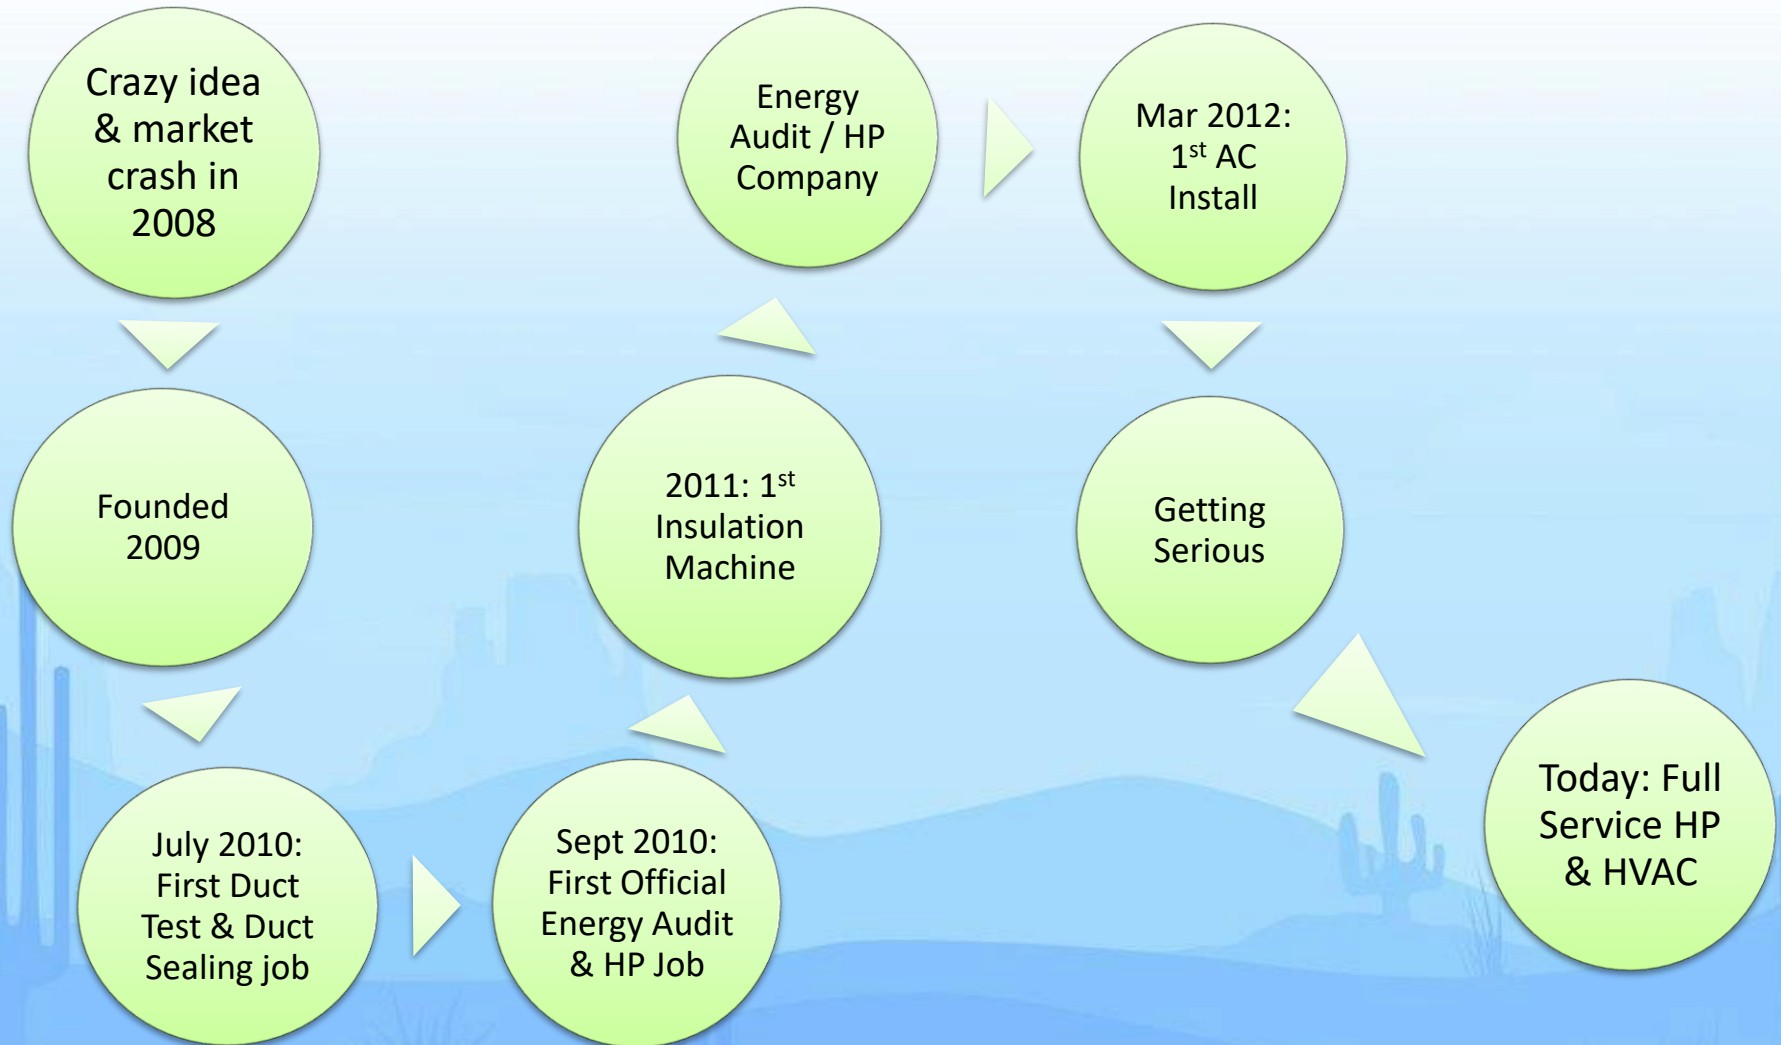 Crazy idea
& market
crash in
2008
Founded
2009
July 2010:
First Duct
Test & Duct
Sealing job
Sept 2010:
First Official
Energy Audit
& HP Job
2011: 1st
Insulation
Machine
Energy
Audit / HP
Company
Mar 2012:
1st AC
Install
Getting
Serious
Today: Full
Service HP
& HVAC